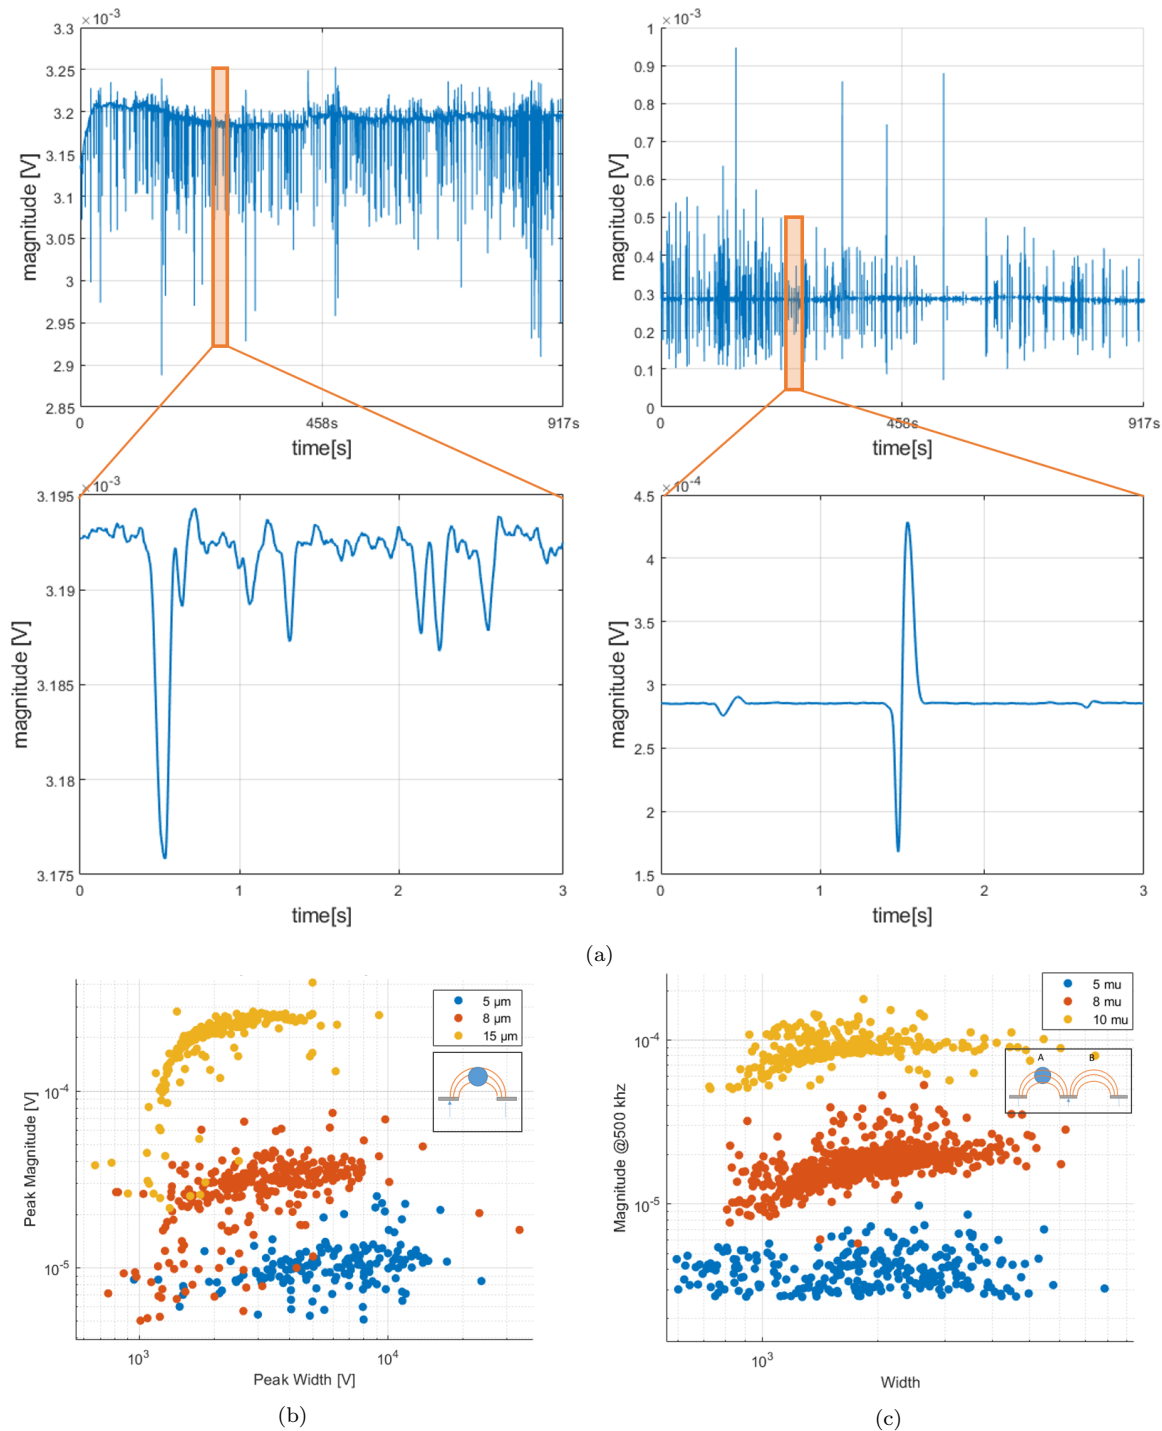 ×10⁻³
3.3
3.25
3.2
3.15
3.1
3.05
3
2.95
2.9
2.85
magnitude [V]
0
458s
917s
time[s]
×10⁻³
1
0.9
0.8
0.7
0.6
0.5
0.4
0.3
0.2
0.1
0
magnitude [V]
0
458s
917s
time[s]
×10⁻³
3.195
3.19
3.185
3.18
3.175
magnitude [V]
0
1
2
3
time[s]
×10⁻⁴
4.5
4
3.5
3
2.5
2
1.5
magnitude [V]
0
1
2
3
time[s]
(a)
5 µm
8 µm
15 µm
10⁻⁴
10⁻⁵
Peak Magnitude [V]
10³
10⁴
Peak Width [V]
(b)
5 mu
8 mu
10 mu
A
B
10⁻⁴
10⁻⁵
Magnitude @500 khz
10³
Width
(c)